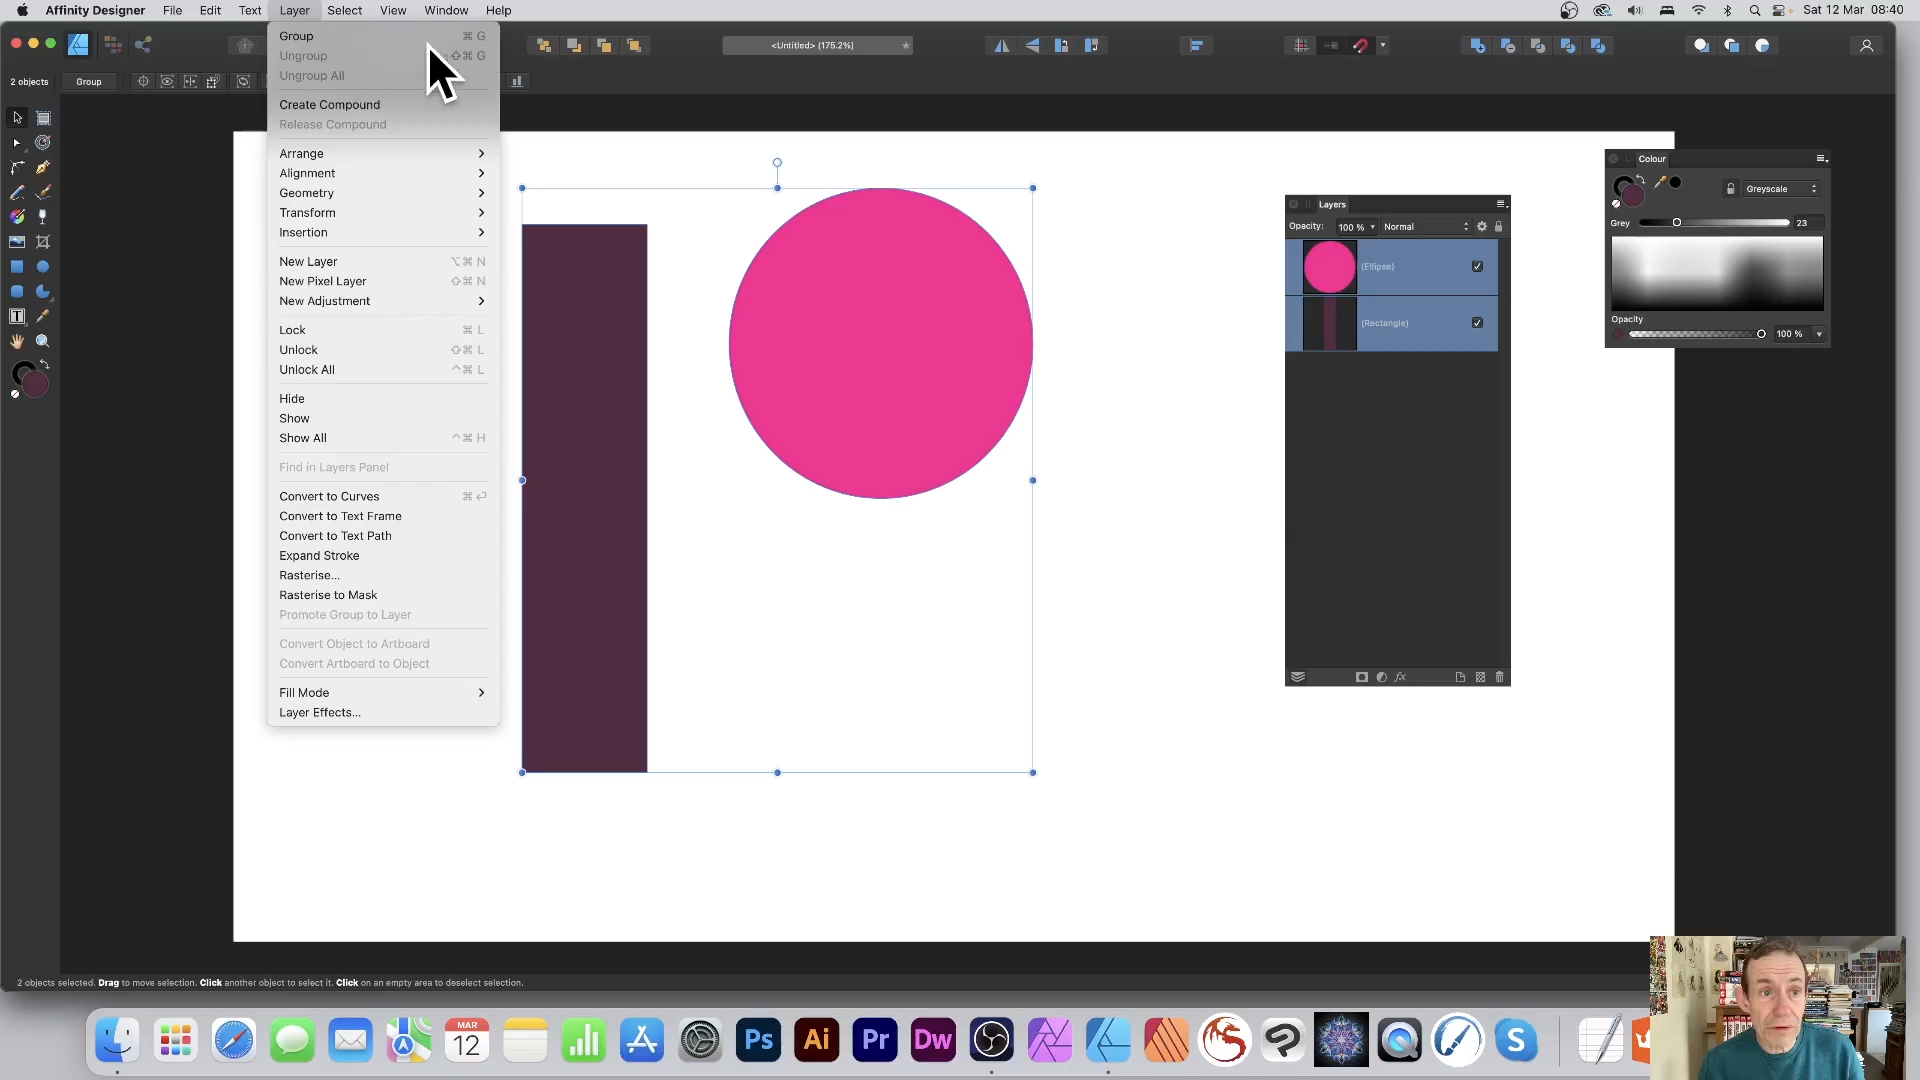 Affinity Designer File Edit Text Layer Select View Window Help Sat 12 Mar 08:40
<Untitled> (175.2%) *
2 objects Group
Group ⌘ G
Ungroup ⇧⌘ G
Ungroup All
Create Compound
Release Compound
Arrange
Alignment
Geometry
Transform
Insertion
New Layer ⌥⌘ N
New Pixel Layer ⇧⌘ N
New Adjustment
Lock ⌘ L
Unlock ⇧⌘ L
Unlock All ^⌘ L
Hide
Show
Show All ^⌘ H
Find in Layers Panel
Convert to Curves ⌘ ⏎
Convert to Text Frame
Convert to Text Path
Expand Stroke
Rasterise...
Rasterise to Mask
Promote Group to Layer
Convert Object to Artboard
Convert Artboard to Object
Fill Mode
Layer Effects...
Layers
Opacity: 100 % Normal
(Ellipse)
(Rectangle)
fx
Colour
Greyscale
Grey 23
Opacity
100 %
T
2 objects selected. Drag to move selection. Click another object to select it. Click on an empty area to deselect selection.
MAR
12
Ps Ai Pr Dw
S